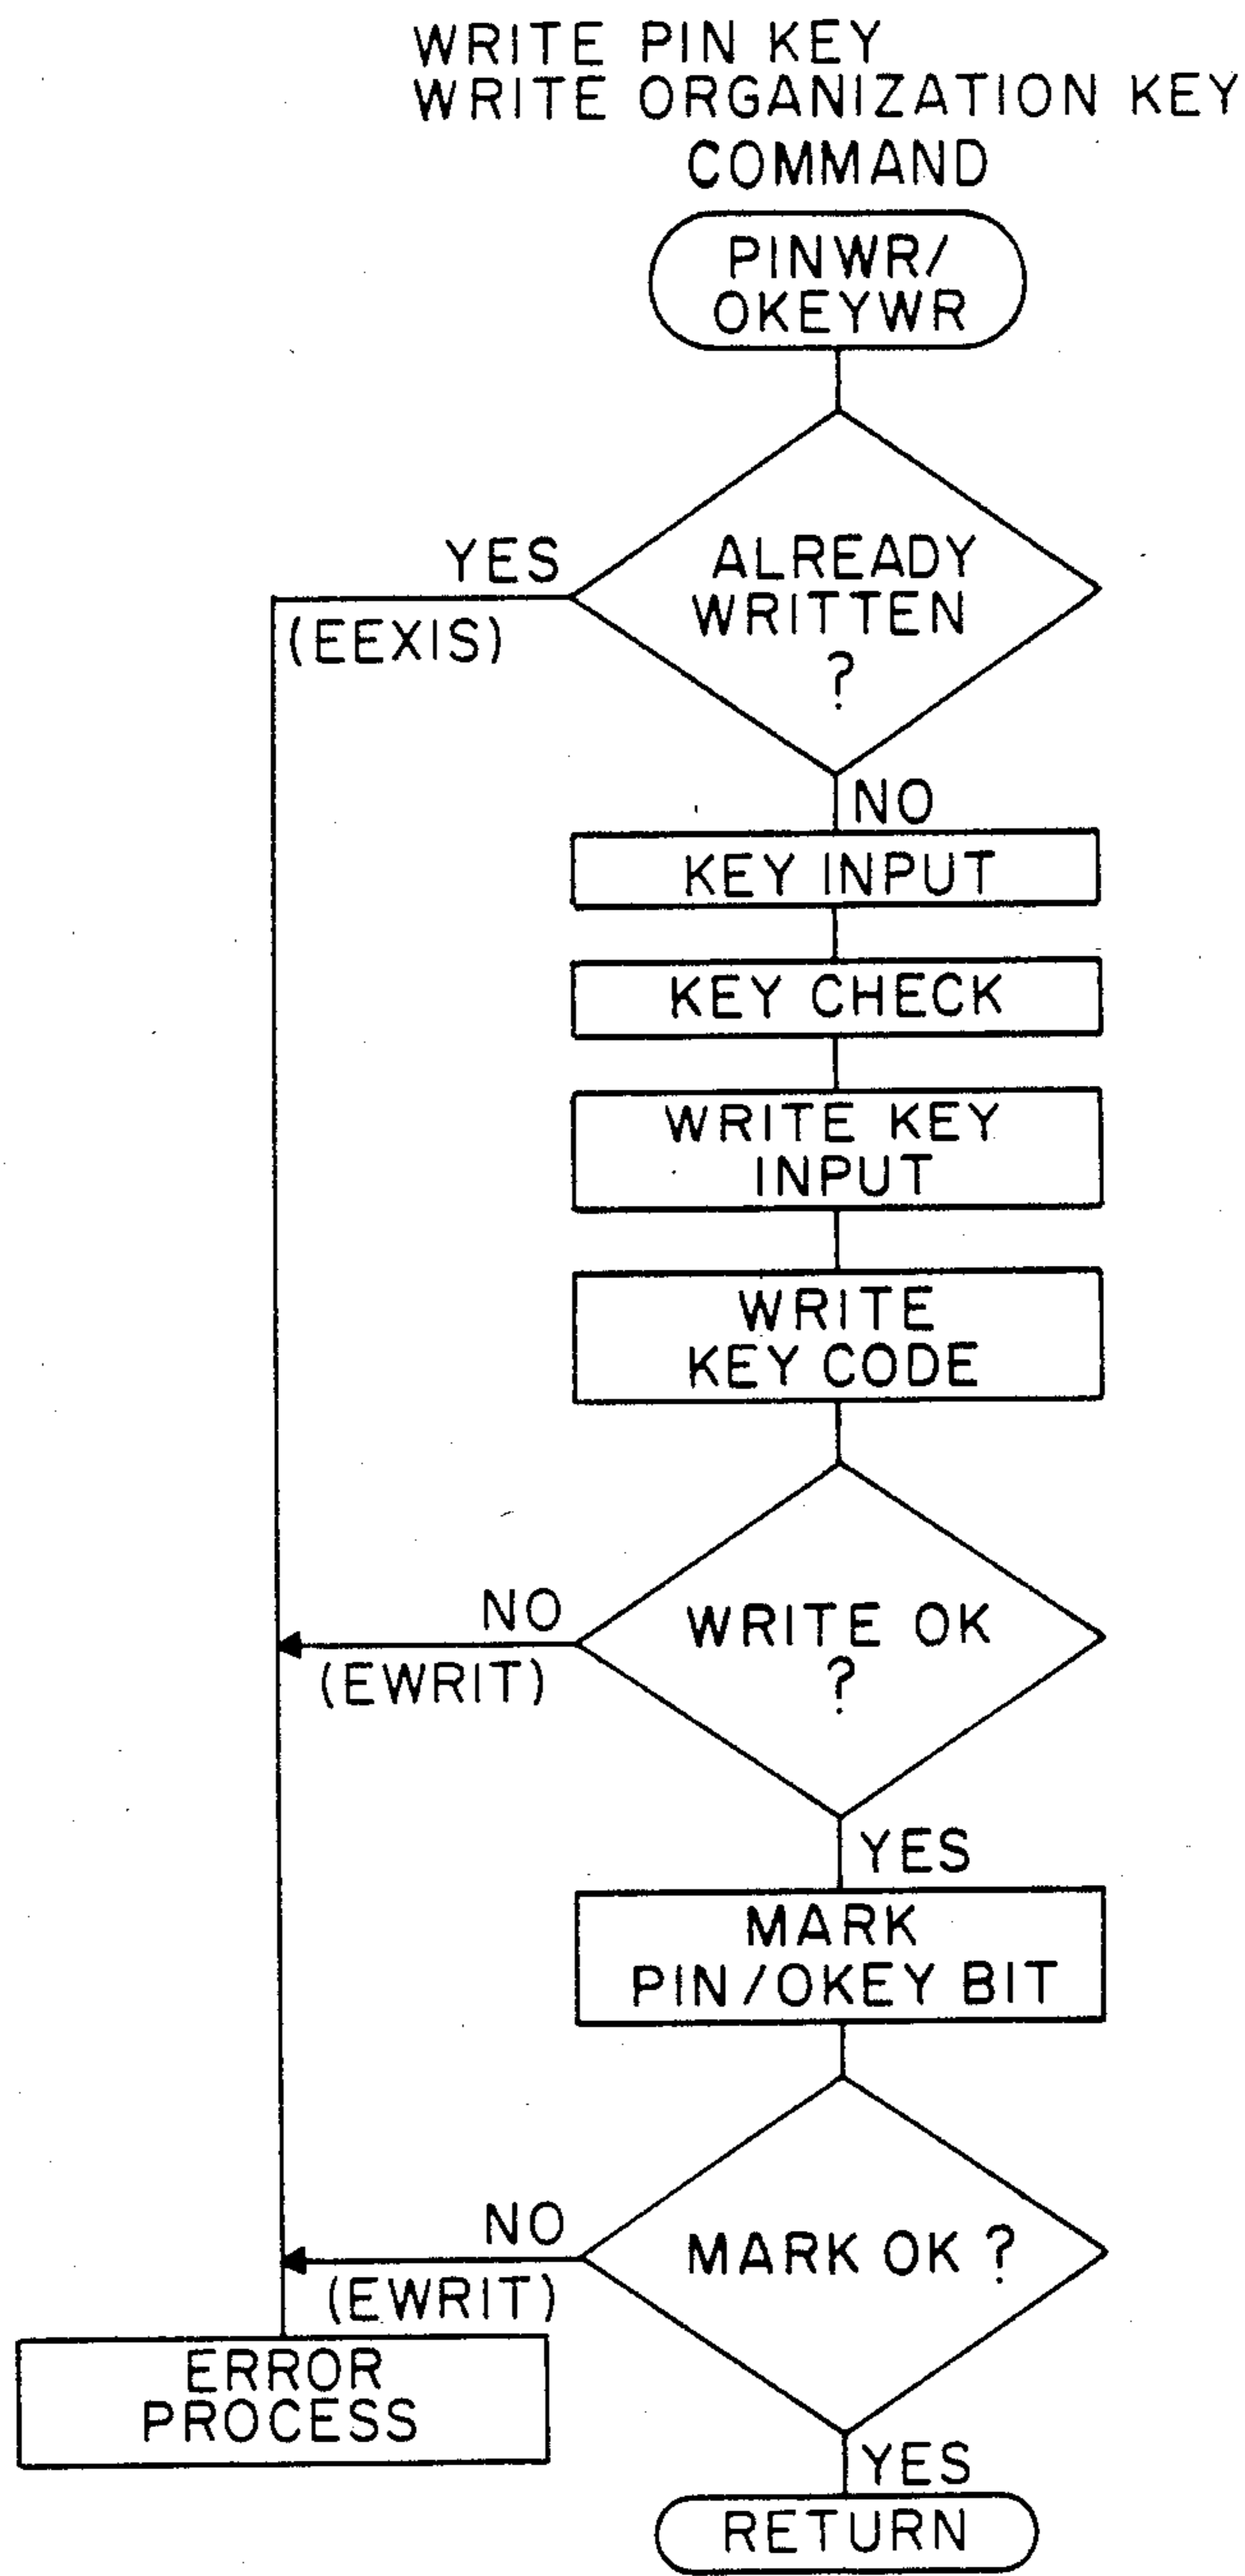 WRITE PIN KEY
WRITE ORGANIZATION KEY
COMMAND
PINWR/
OKEYWR
ALREADY
WRITTEN
?
YES
(EEXIS)
NO
KEY INPUT
KEY CHECK
WRITE KEY
INPUT
WRITE
KEY CODE
WRITE OK
?
NO
(EWRIT)
YES
MARK
PIN/OKEY BIT
MARK OK ?
NO
(EWRIT)
ERROR
PROCESS
YES
RETURN